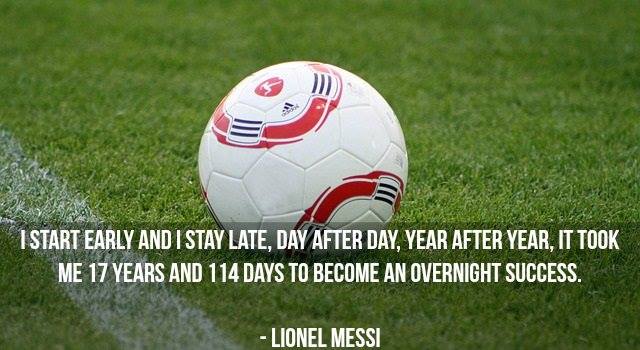 adidas
I START EARLY AND I STAY LATE, DAY AFTER DAY, YEAR AFTER YEAR, IT TOOK
ME 17 YEARS AND 114 DAYS TO BECOME AN OVERNIGHT SUCCESS.
- LIONEL MESSI